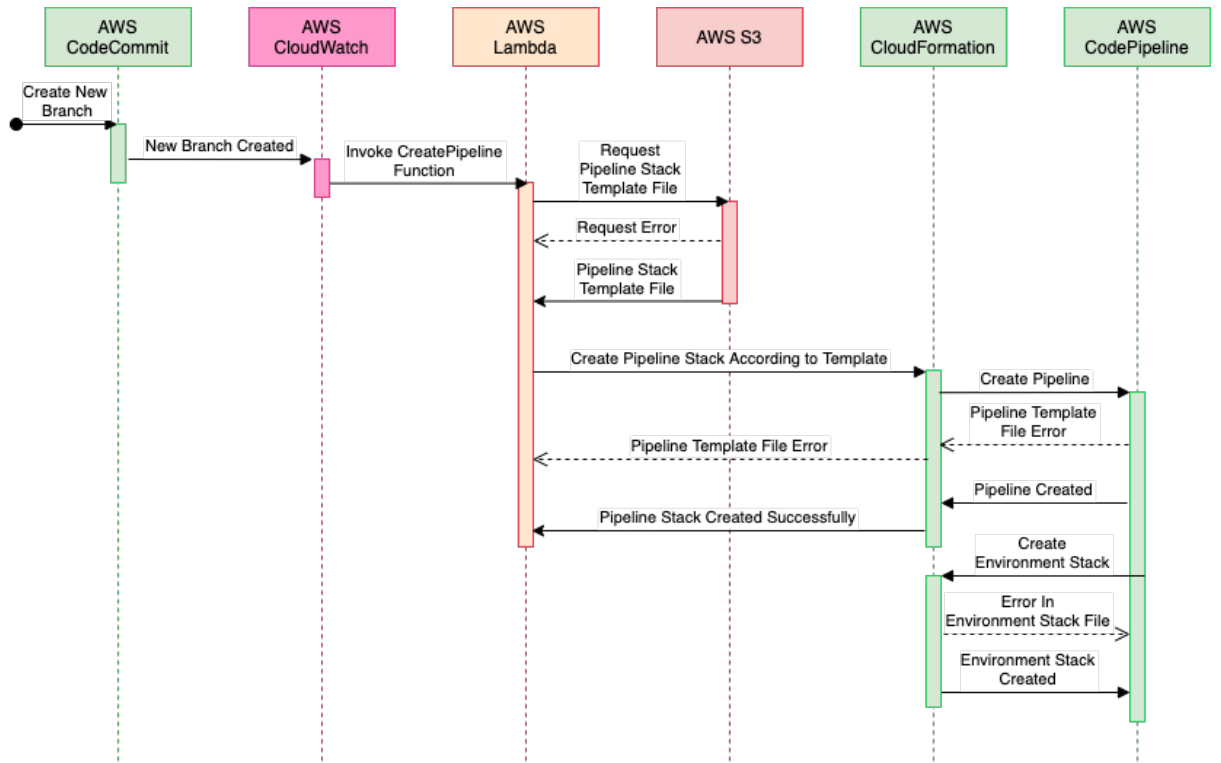 AWS
CodeCommit
AWS
CloudWatch
AWS
Lambda
AWS S3
AWS
CloudFormation
AWS
CodePipeline
Create New
Branch
New Branch Created
Invoke CreatePipeline
Function
Request
Pipeline Stack
Template File
Request Error
Pipeline Stack
Template File
Create Pipeline Stack According to Template
Create Pipeline
Pipeline Template
File Error
Pipeline Template File Error
Pipeline Created
Pipeline Stack Created Successfully
Create
Environment Stack
Error In
Environment Stack File
Environment Stack
Created